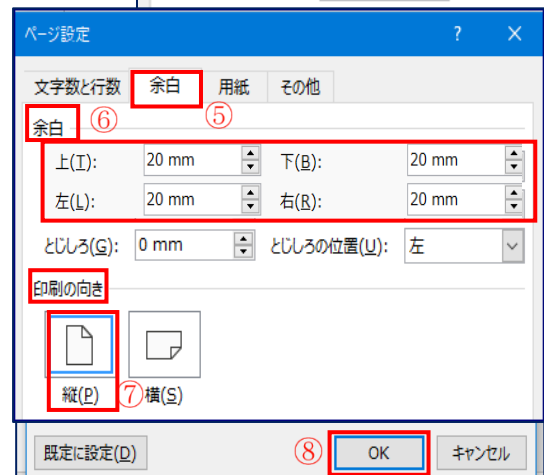 ページ設定 ? ×
文字数と行数 余白 用紙 その他
余白 ⑥ ⑤
上(T): 20 mm 下(B): 20 mm
左(L): 20 mm 右(R): 20 mm
とじしろ(G): 0 mm とじしろの位置(U): 左
印刷の向き
縦(P) ⑦ 横(S)
既定に設定(D) ⑧ OK キャンセル